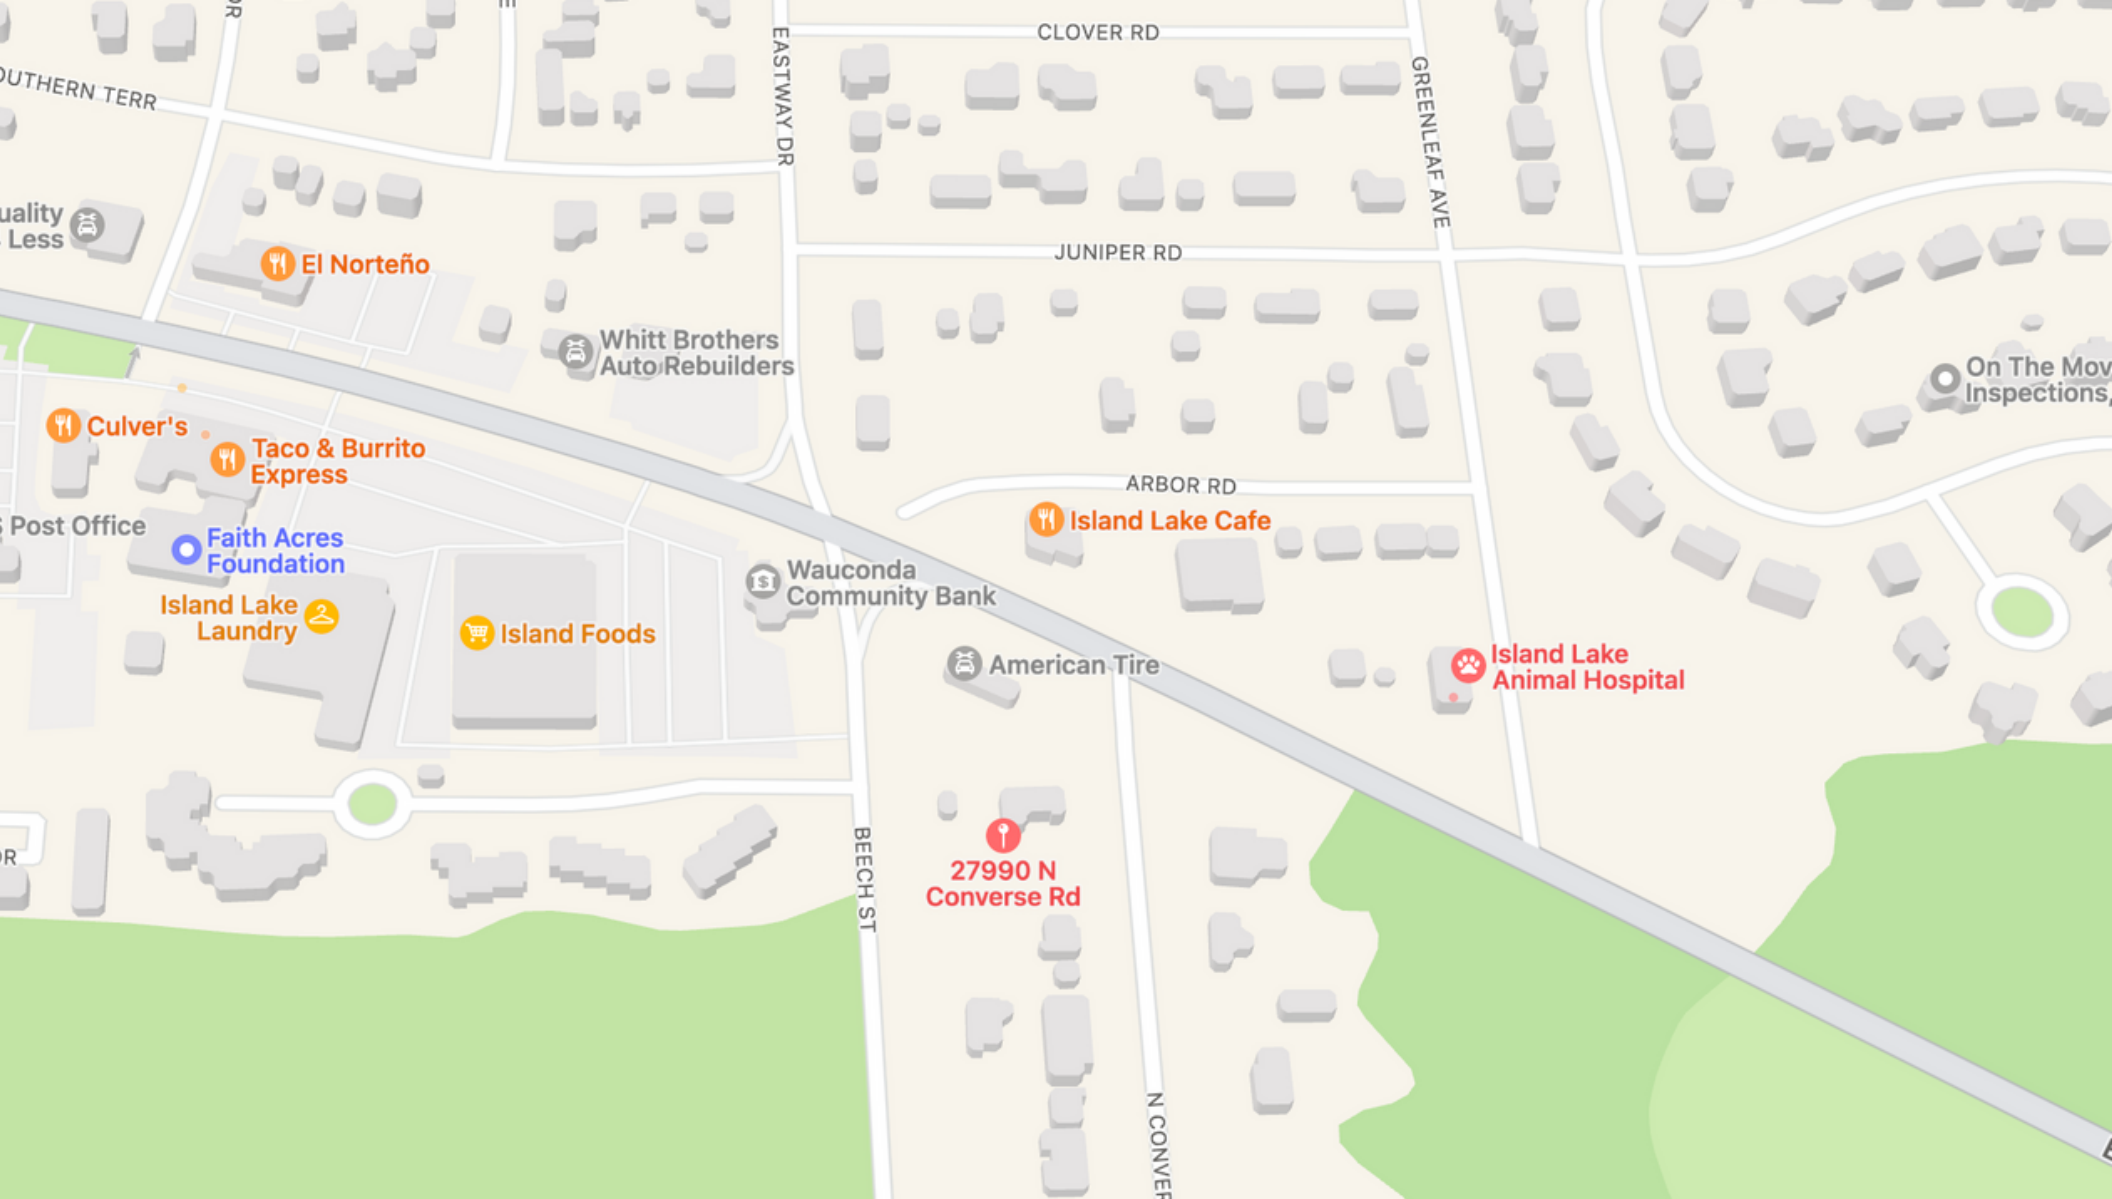 CLOVER RD
EASTWAY DR
GREENLEAF AVE
DR
OUTHERN TERR
uality
Less
El Norteño
JUNIPER RD
Whitt Brothers
Auto Rebuilders
On The Mov
Inspections,
Culver's
Taco & Burrito
Express
ARBOR RD
Island Lake Cafe
S Post Office
Faith Acres
Foundation
Wauconda
Community Bank
Island Lake
Laundry
Island Foods
American Tire
Island Lake
Animal Hospital
27990 N
Converse Rd
BEECH ST
DR
N CONVER